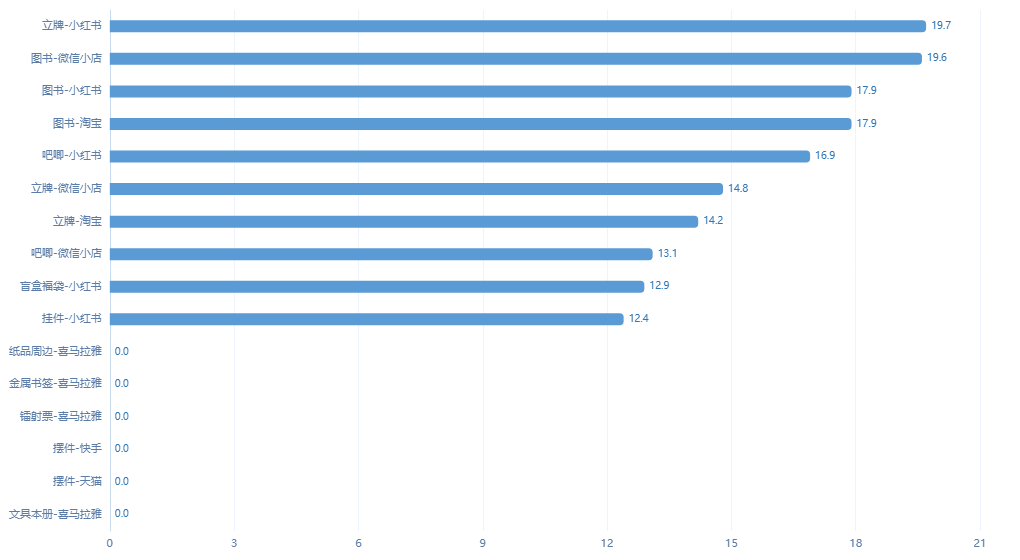 立牌-小红书 19.7
图书-微信小店 19.6
图书-小红书 17.9
图书-淘宝 17.9
吧唧-小红书 16.9
立牌-微信小店 14.8
立牌-淘宝 14.2
吧唧-微信小店 13.1
盲盒福袋-小红书 12.9
挂件-小红书 12.4
纸品周边-喜马拉雅 0.0
金属书签-喜马拉雅 0.0
镭射票-喜马拉雅 0.0
摆件-快手 0.0
摆件-天猫 0.0
文具本册-喜马拉雅 0.0
0 3 6 9 12 15 18 21